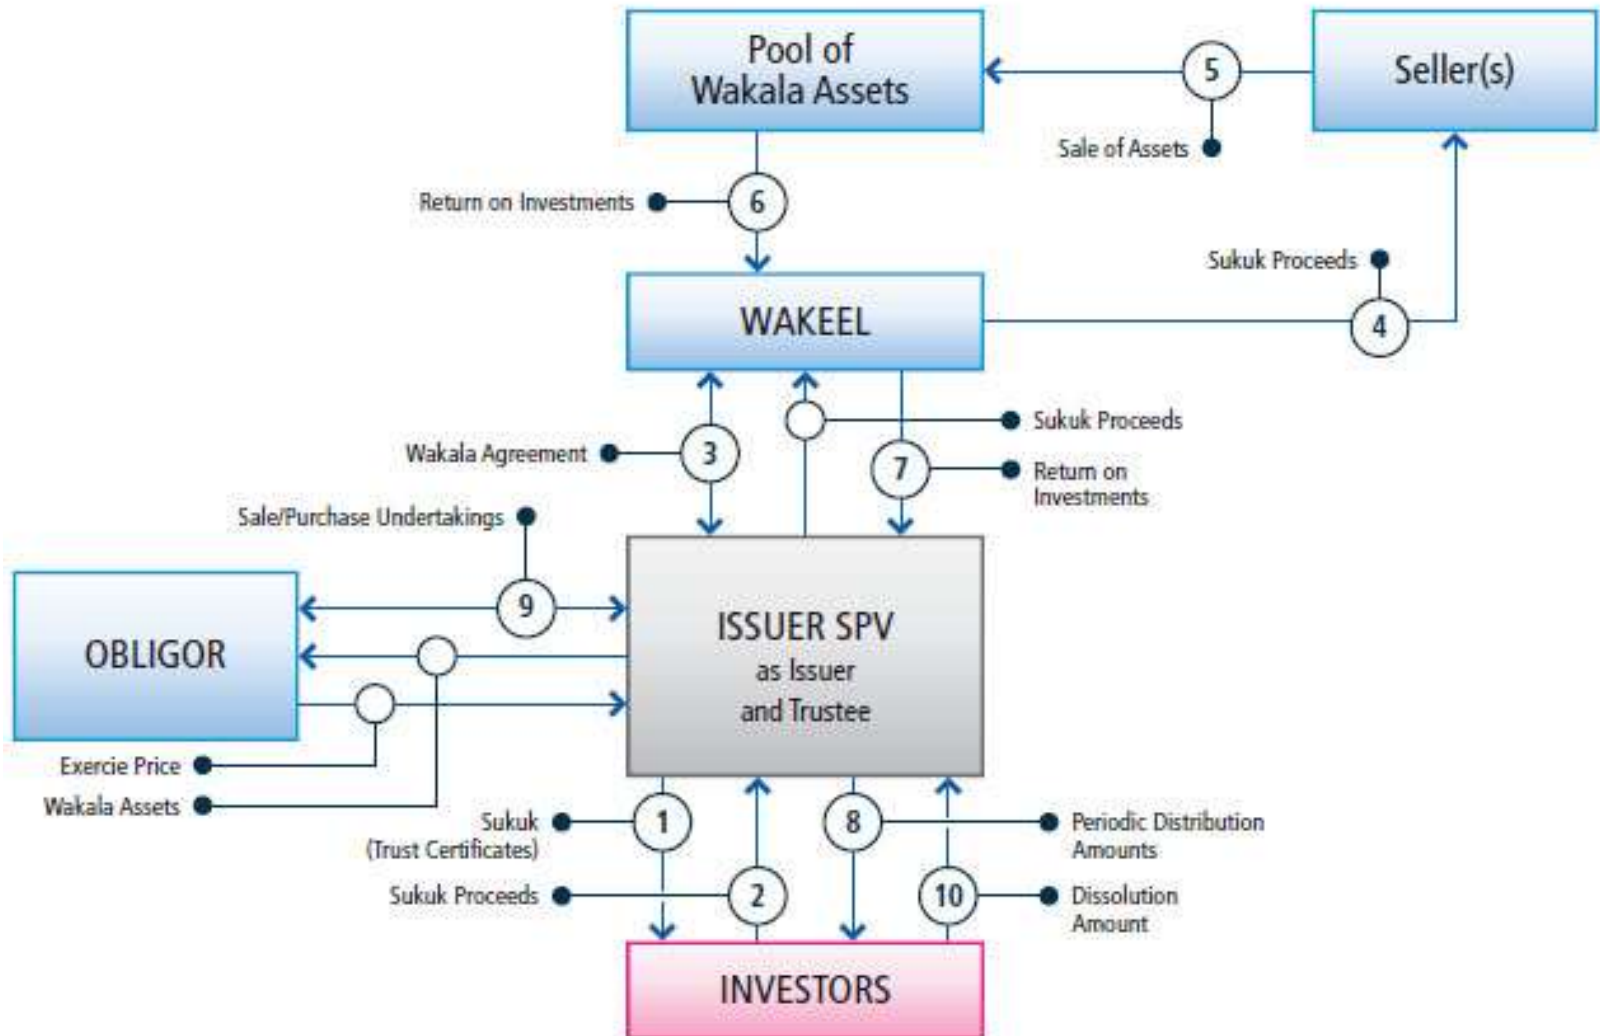 Pool of
Wakala Assets
5
Seller(s)
Sale of Assets
Return on Investments
6
Sukuk Proceeds
WAKEEL
4
Sukuk Proceeds
Wakala Agreement
3
7
Return on
Investments
Sale/Purchase Undertakings
9
OBLIGOR
ISSUER SPV
as Issuer
and Trustee
Exercie Price
Wakala Assets
Sukuk
(Trust Certificates)
1
8
Periodic Distribution
Amounts
Sukuk Proceeds
2
10
Dissolution
Amount
INVESTORS